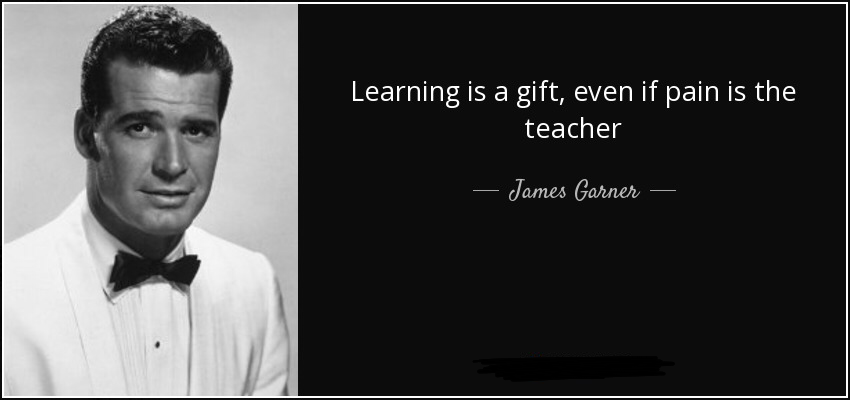 Learning is a gift, even if pain is the
teacher
James Garner